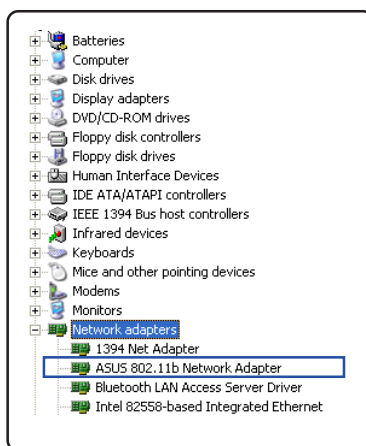 Batteries
Computer
Disk drives
Display adapters
DVD/CD-ROM drives
Floppy disk controllers
Floppy disk drives
Human Interface Devices
IDE ATA/ATAPI controllers
IEEE 1394 Bus host controllers
Infrared devices
Keyboards
Mice and other pointing devices
Modems
Monitors
Network adapters
1394 Net Adapter
ASUS 802.11b Network Adapter
Bluetooth LAN Access Server Driver
Intel 82558-based Integrated Ethernet